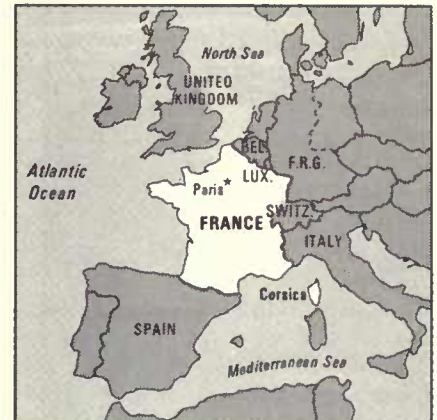 North Sea
UNITED
KINGDOM
BEL.
F.R.G.
Atlantic
Ocean
LUX.
Paris
SWITZ.
FRANCE
ITALY
Corsica
SPAIN
Mediterranean Sea